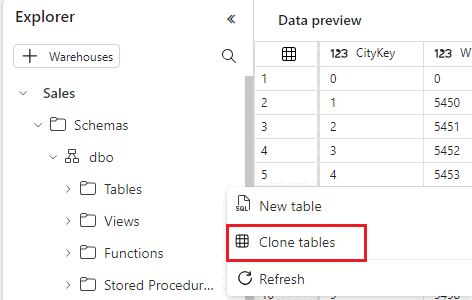 Explorer
Data preview
+ Warehouses
Sales
Schemas
dbo
Tables
Views
Functions
Stored Procedur...
123 CityKey
123 W
1 0 0
2 1 5450
3 2 5451
4 3 5452
5 4 5453
SQL New table
Clone tables
Refresh